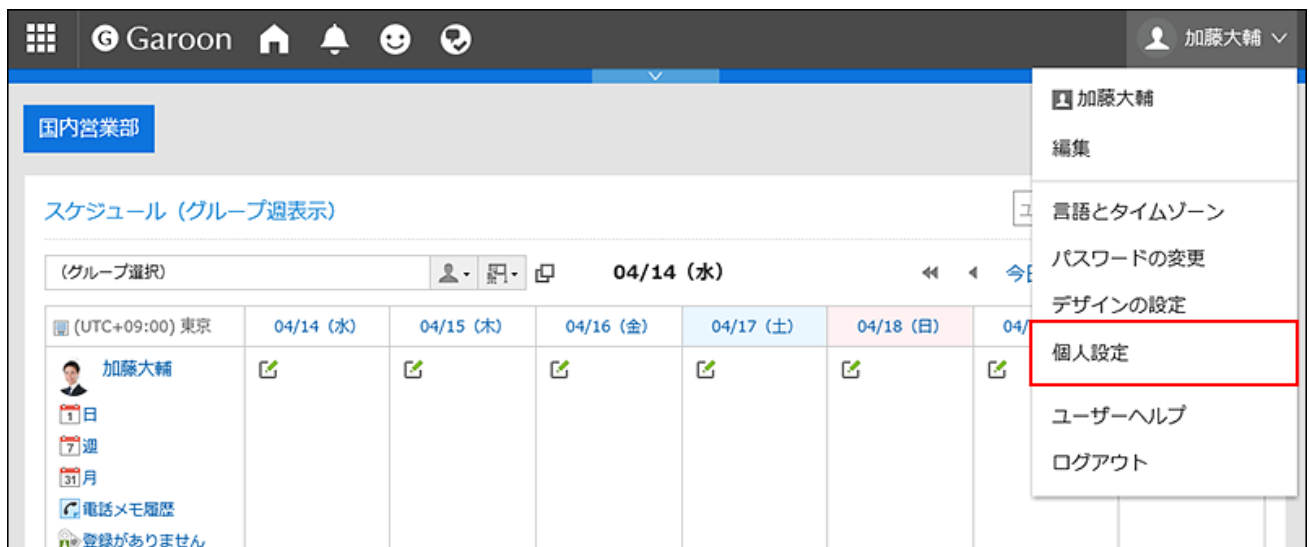 G Garoon
加藤大輔
国内営業部
加藤大輔
編集
言語とタイムゾーン
パスワードの変更
デザインの設定
個人設定
ユーザーヘルプ
ログアウト
スケジュール（グループ週表示）
（グループ選択）
04/14（水）
今日
(UTC+09:00) 東京
04/14（水）
04/15（木）
04/16（金）
04/17（土）
04/18（日）
04/
加藤大輔
1 日
7 週
31 月
電話メモ履歴
登録がありません